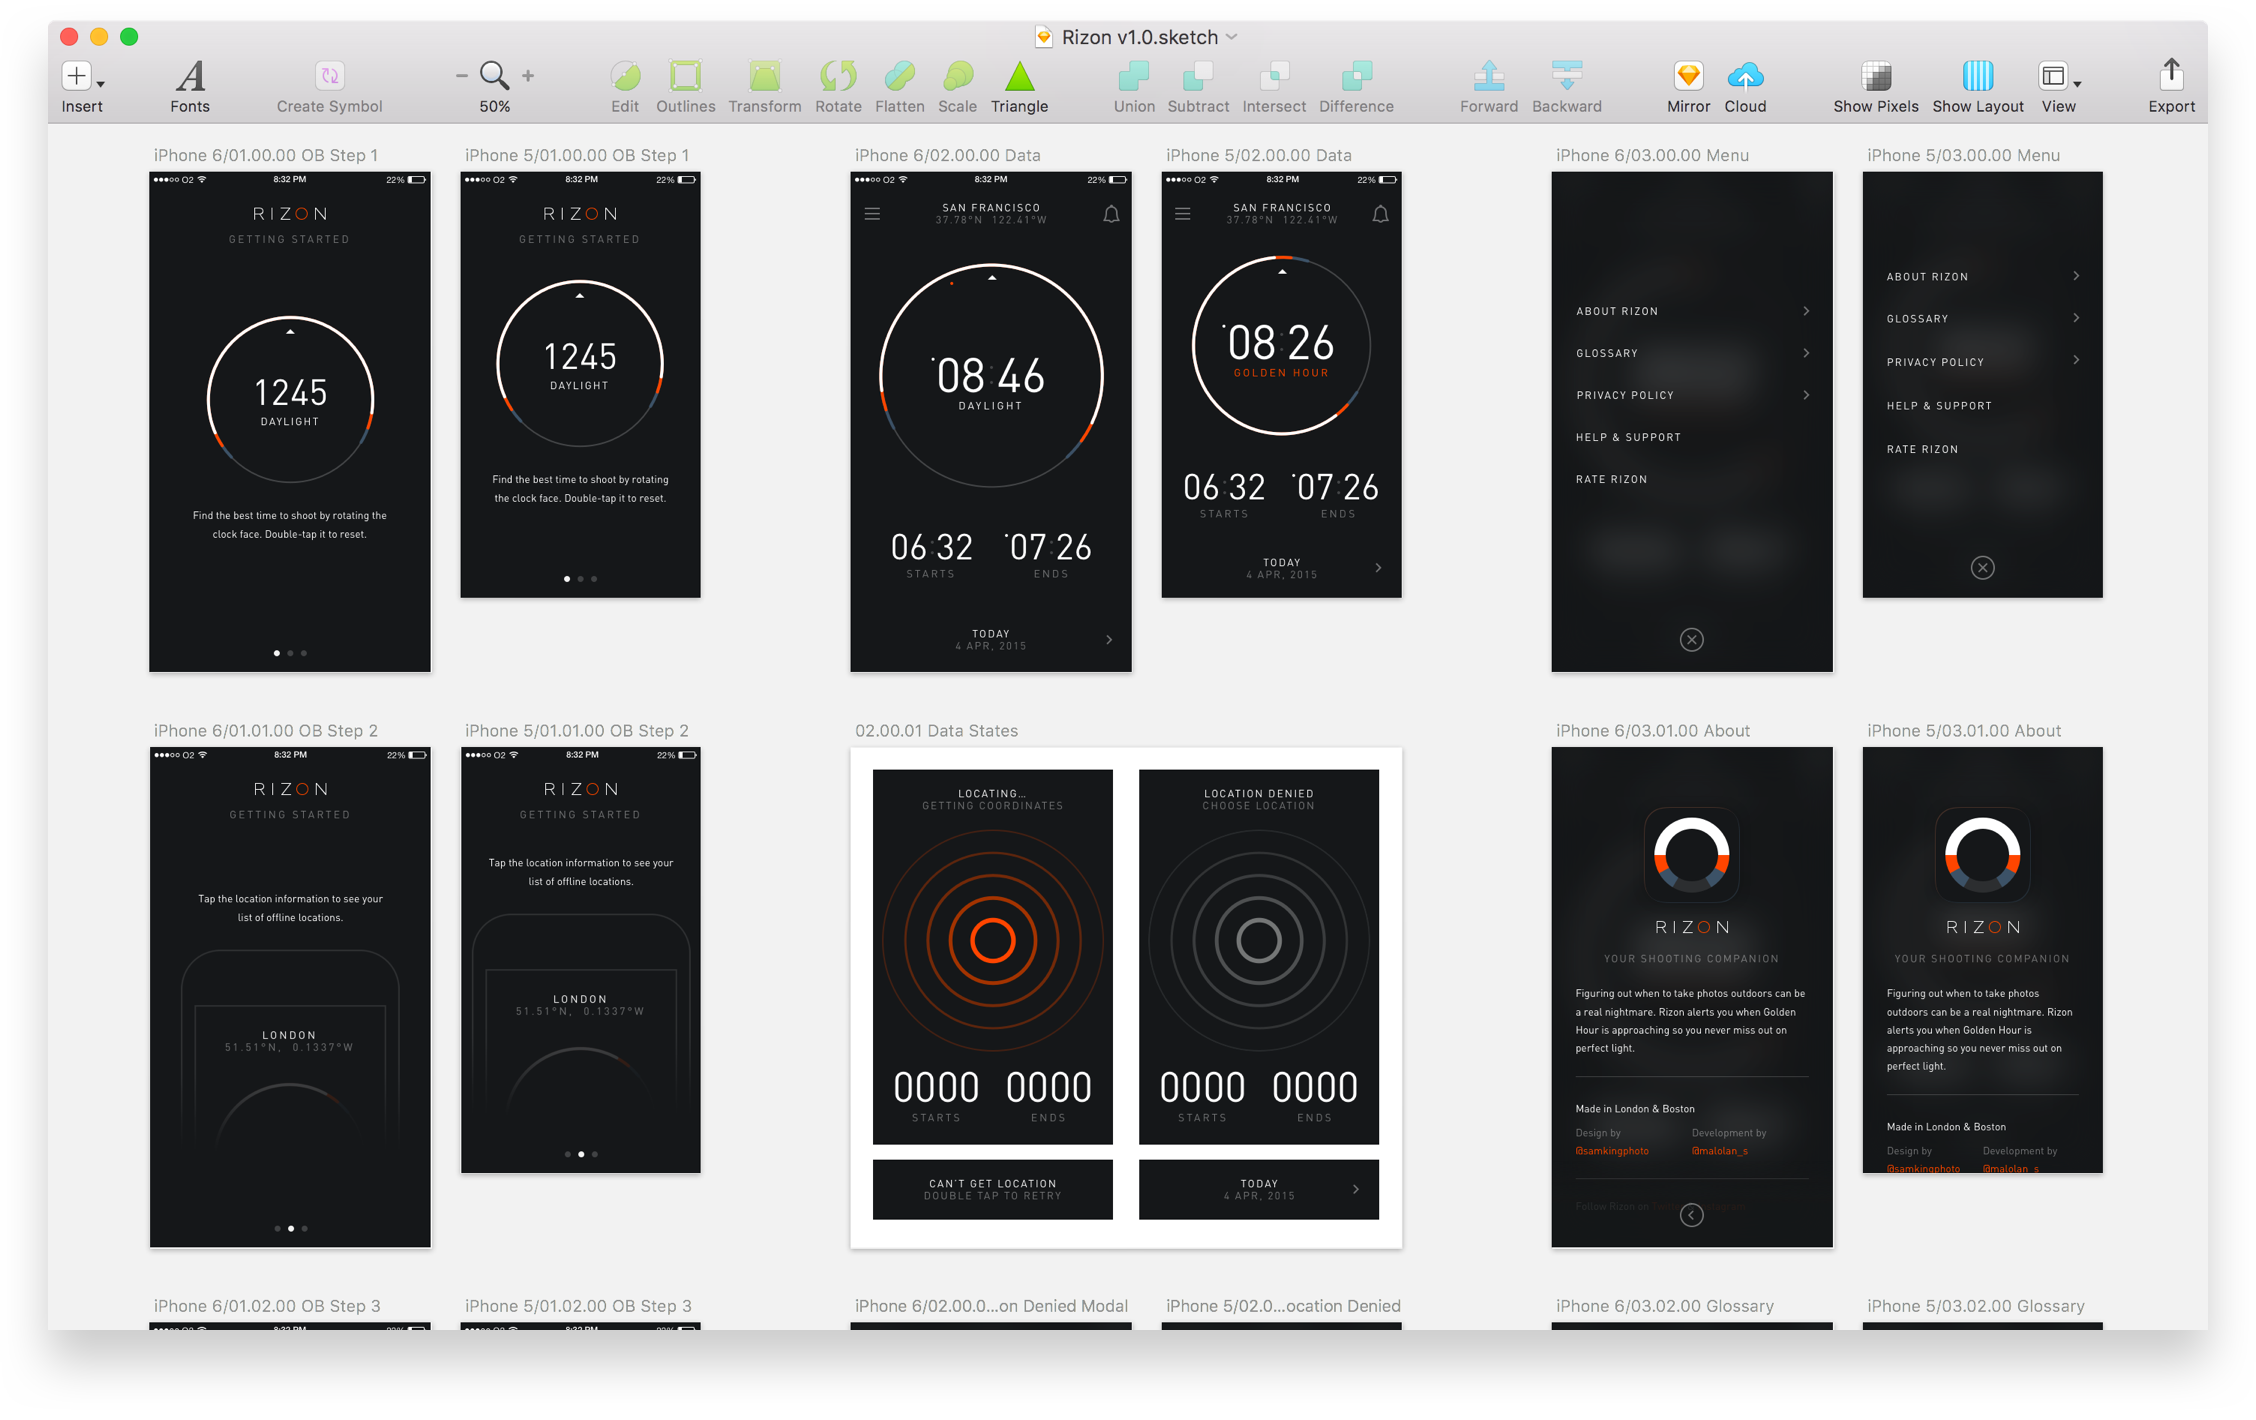 Rizon v1.0.sketch
Insert
Fonts
Create Symbol
50%
Edit
Outlines
Transform
Rotate
Flatten
Scale
Triangle
Union
Subtract
Intersect
Difference
Forward
Backward
Mirror
Cloud
Show Pixels
Show Layout
View
Export
iPhone 6/01.00.00 OB Step 1
O2
8:32 PM
22%
RIZON
GETTING STARTED
1245
DAYLIGHT
Find the best time to shoot by rotating the
clock face. Double-tap it to reset.
iPhone 5/01.00.00 OB Step 1
O2
8:32 PM
22%
RIZON
GETTING STARTED
1245
DAYLIGHT
Find the best time to shoot by rotating
the clock face. Double-tap it to reset.
iPhone 6/02.00.00 Data
O2
8:32 PM
22%
SAN FRANCISCO
37.78°N 122.41°W
08:46
DAYLIGHT
06:32
07:26
STARTS
ENDS
TODAY
4 APR, 2015
iPhone 5/02.00.00 Data
O2
8:32 PM
22%
SAN FRANCISCO
37.78°N 122.41°W
08:26
GOLDEN HOUR
06:32
07:26
STARTS
ENDS
TODAY
4 APR, 2015
iPhone 6/03.00.00 Menu
ABOUT RIZON
GLOSSARY
PRIVACY POLICY
HELP & SUPPORT
RATE RIZON
iPhone 5/03.00.00 Menu
ABOUT RIZON
GLOSSARY
PRIVACY POLICY
HELP & SUPPORT
RATE RIZON
iPhone 6/01.01.00 OB Step 2
O2
8:32 PM
22%
RIZON
GETTING STARTED
Tap the location information to see your
list of offline locations.
LONDON
51.51°N, 0.1337°W
iPhone 5/01.01.00 OB Step 2
O2
8:32 PM
22%
RIZON
GETTING STARTED
Tap the location information to see your
list of offline locations.
LONDON
51.51°N, 0.1337°W
02.00.01 Data States
LOCATING...
GETTING COORDINATES
0000
0000
STARTS
ENDS
CAN'T GET LOCATION
DOUBLE TAP TO RETRY
LOCATION DENIED
CHOOSE LOCATION
0000
0000
STARTS
ENDS
TODAY
4 APR, 2015
iPhone 6/03.01.00 About
RIZON
YOUR SHOOTING COMPANION
Figuring out when to take photos outdoors can be
a real nightmare. Rizon alerts you when Golden
Hour is approaching so you never miss out on
perfect light.
Made in London & Boston
Design by
Development by
@samkingphoto
@malolan_s
Follow Rizon on
iPhone 5/03.01.00 About
RIZON
YOUR SHOOTING COMPANION
Figuring out when to take photos
outdoors can be a real nightmare. Rizon
alerts you when Golden Hour is
approaching so you never miss out on
perfect light.
Made in London & Boston
Design by
Development by
@samkingphoto
@malolan_s
iPhone 6/01.02.00 OB Step 3
O2
8:32 PM
22%
iPhone 5/01.02.00 OB Step 3
O2
8:32 PM
22%
iPhone 6/02.00.0...on Denied Modal
iPhone 5/02.0...ocation Denied
iPhone 6/03.02.00 Glossary
iPhone 5/03.02.00 Glossary